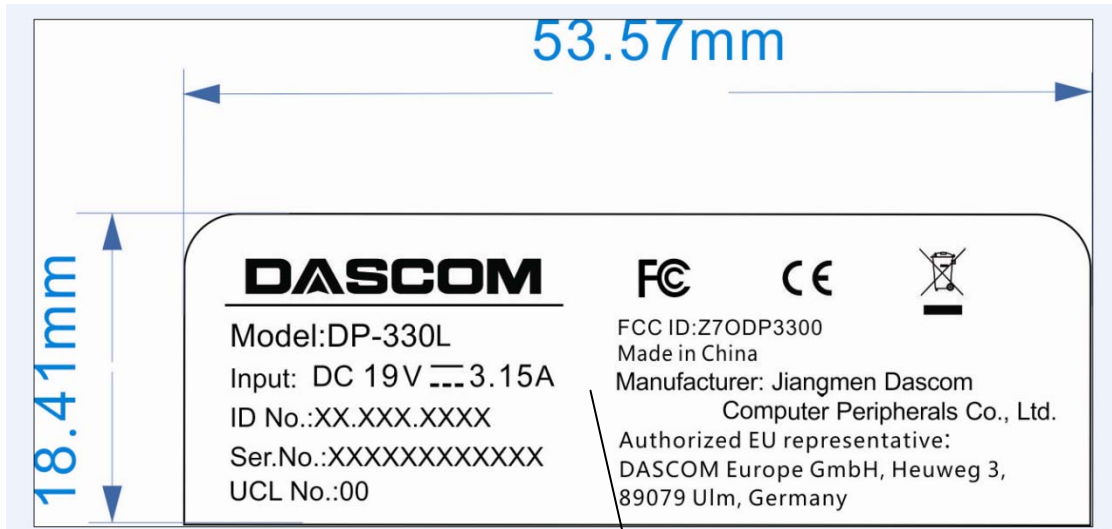 53.57mm
18.41mm
DASCOM
Model:DP-330L
Input: DC 19V ⎓ 3.15A
ID No.:XX.XXX.XXXX
Ser.No.:XXXXXXXXXXXX
UCL No.:00
FC CE
FCC ID:Z7ODP3300
Made in China
Manufacturer: Jiangmen Dascom
Computer Peripherals Co., Ltd.
Authorized EU representative:
DASCOM Europe GmbH, Heuweg 3,
89079 Ulm, Germany